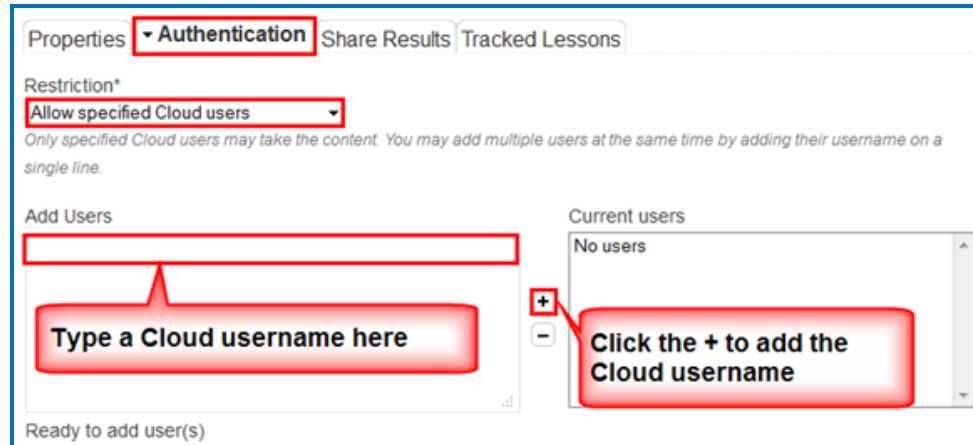 Properties Authentication Share Results Tracked Lessons
Restriction*
Allow specified Cloud users
Only specified Cloud users may take the content. You may add multiple users at the same time by adding their username on a
single line.
Add Users Current users
No users
+
Type a Cloud username here
−
Click the + to add the
Cloud username
Ready to add user(s)